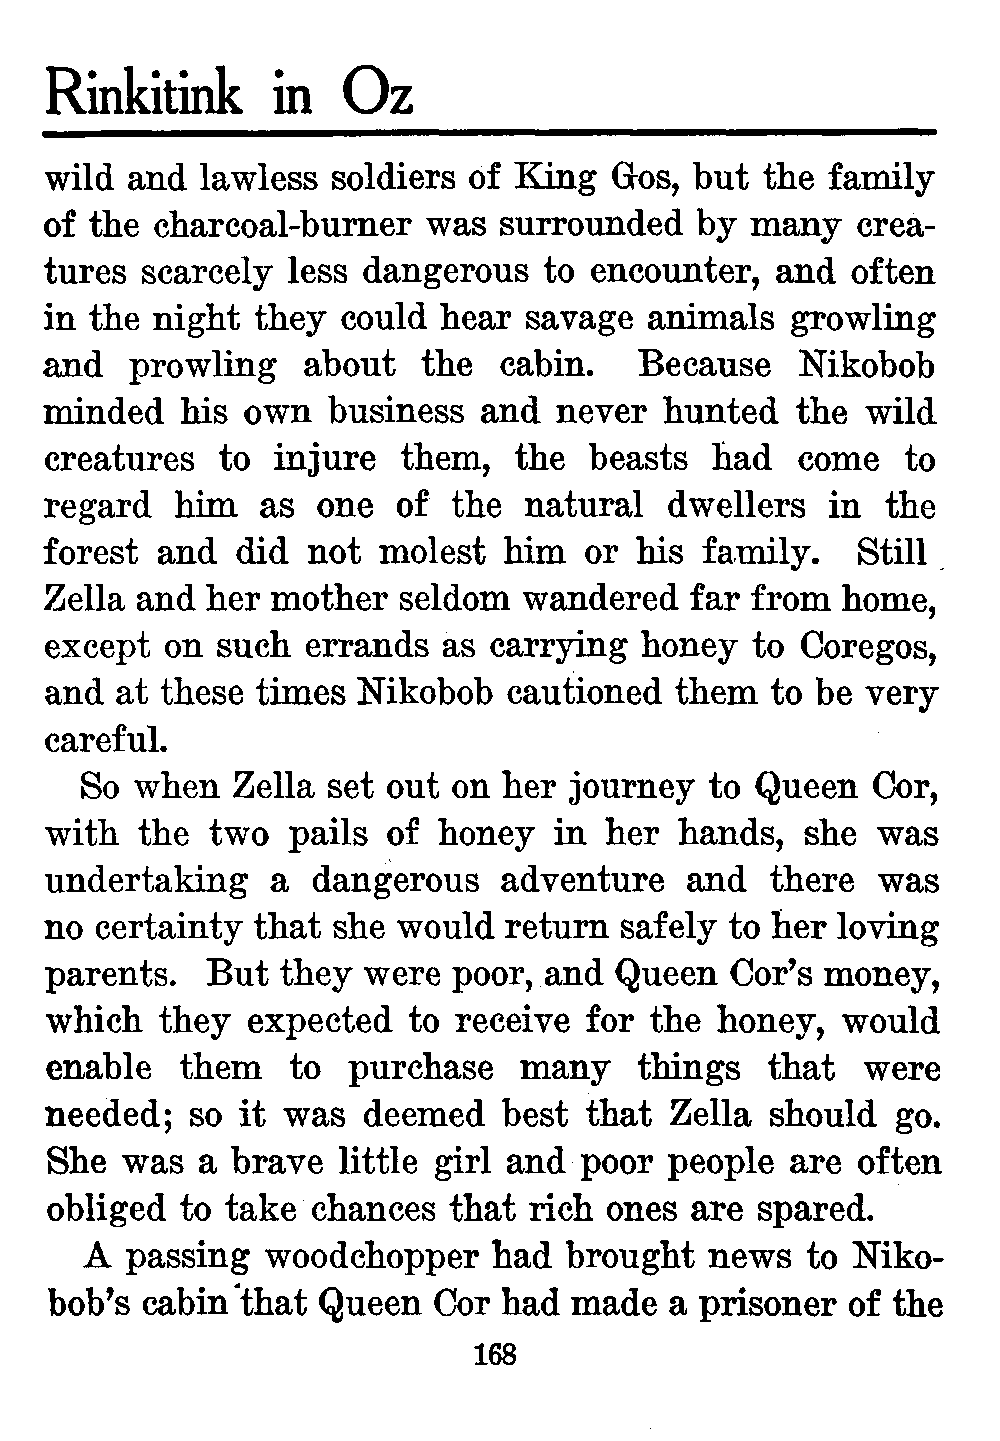 Rinkitink in Oz
wild and lawless soldiers of King Gos, but the family
of the charcoal-burner was surrounded by many crea-
tures scarcely less dangerous to encounter, and often
in the night they could hear savage animals growling
and prowling about the cabin. Because Nikobob
minded his own business and never hunted the wild
creatures to injure them, the beasts had come to
regard him as one of the natural dwellers in the
forest and did not molest him or his family. Still
Zella and her mother seldom wandered far from home,
except on such errands as carrying honey to Coregos,
and at these times Nikobob cautioned them to be very
careful.
So when Zella set out on her journey to Queen Cor,
with the two pails of honey in her hands, she was
undertaking a dangerous adventure and there was
no certainty that she would return safely to her loving
parents. But they were poor, and Queen Cor's money,
which they expected to receive for the honey, would
enable them to purchase many things that were
needed; so it was deemed best that Zella should go.
She was a brave little girl and poor people are often
obliged to take chances that rich ones are spared.
A passing woodchopper had brought news to Niko-
bob's cabin that Queen Cor had made a prisoner of the
168